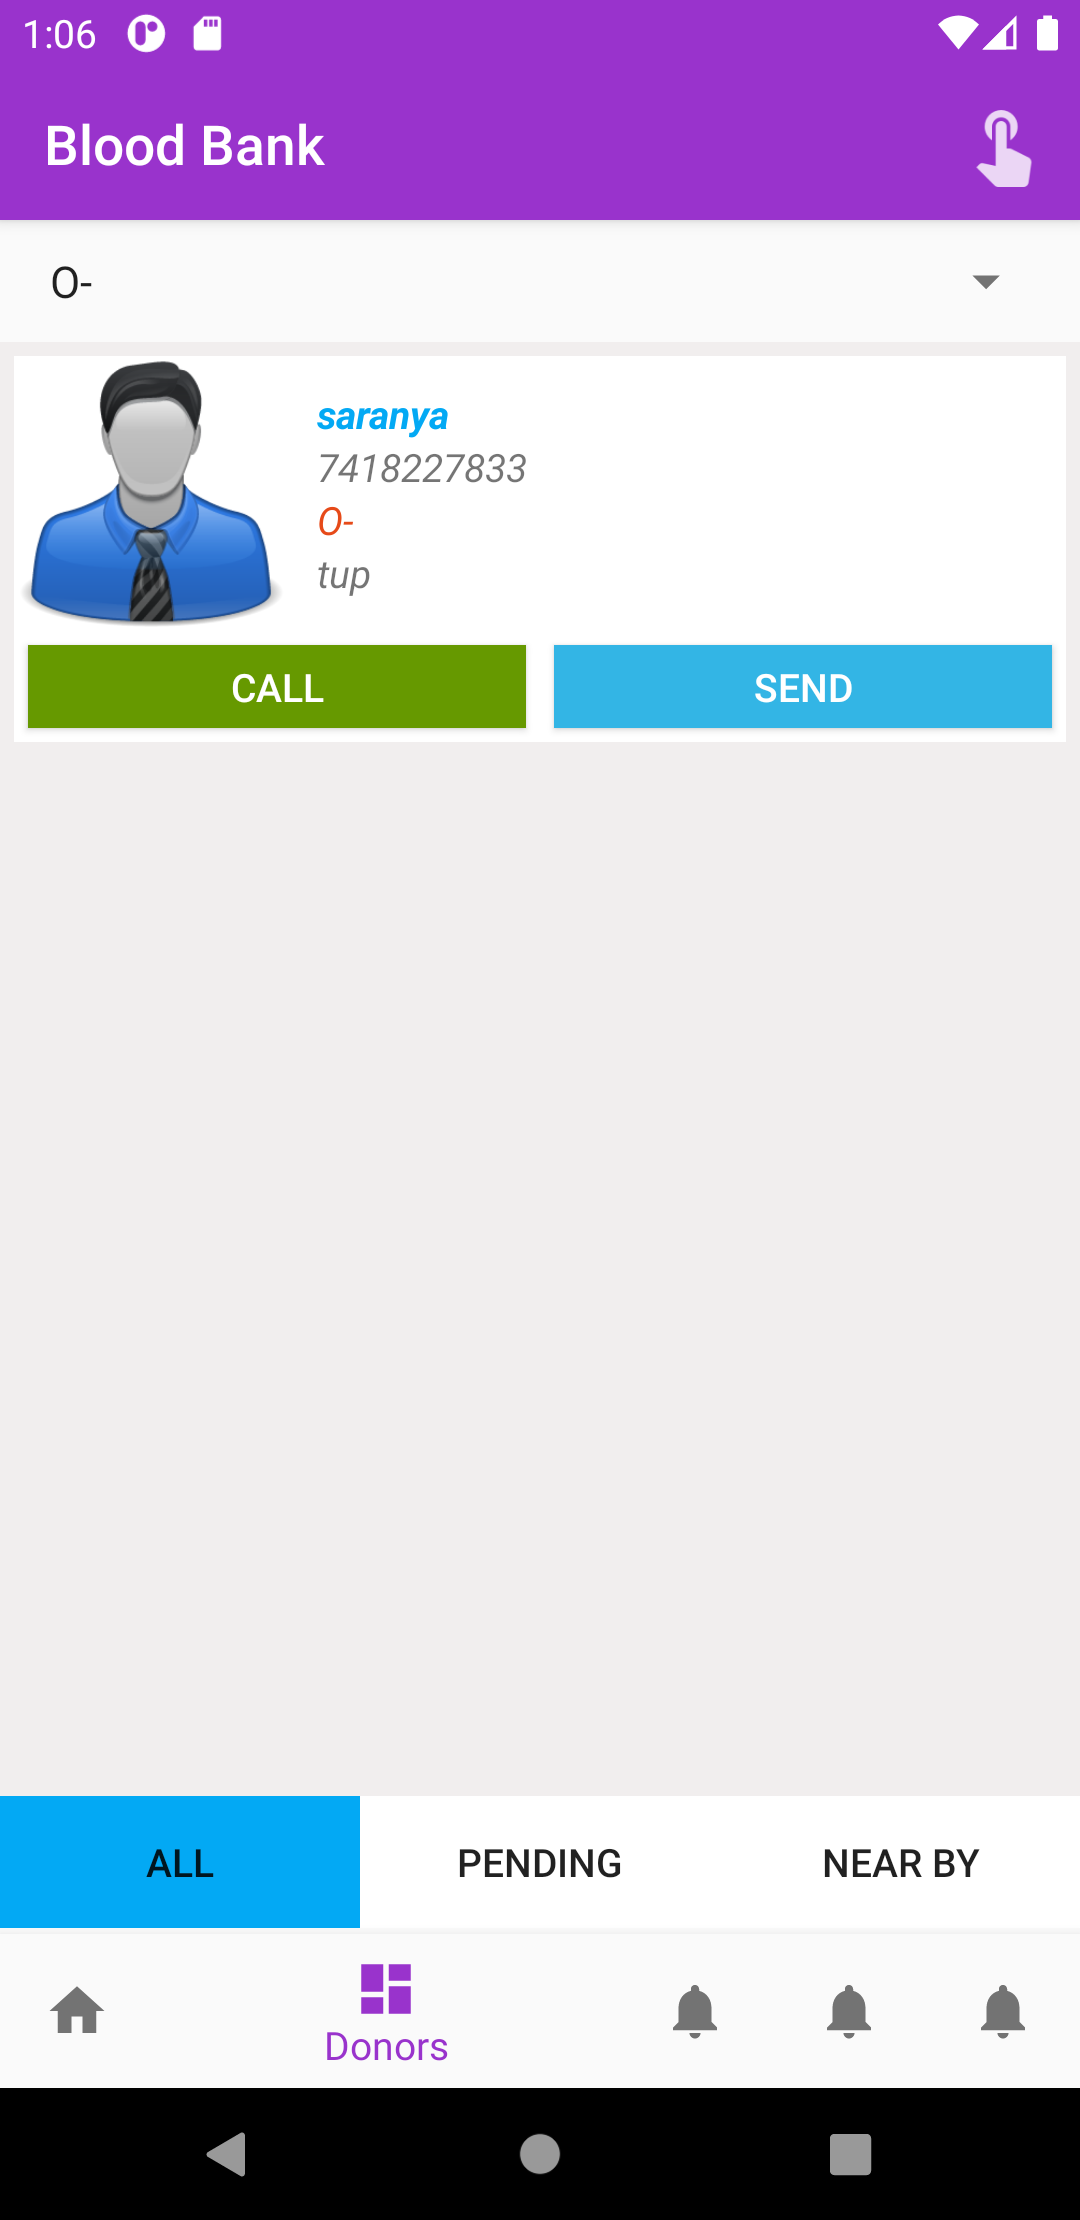 1:06
Blood Bank
O-
saranya
7418227833
O-
tup
CALL
SEND
ALL
PENDING
NEAR BY
Donors